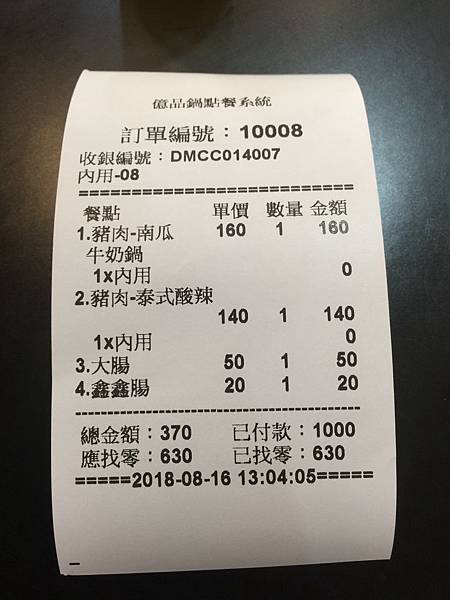 億品鍋點餐系統
訂單編號：10008
收銀編號：DMCC014007
內用-08
============================
餐點 單價 數量 金額
1.豬肉-南瓜 160 1 160
牛奶鍋
1x內用 0
2.豬肉-泰式酸辣
140 1 140
1x內用 0
3.大腸 50 1 50
4.鑫鑫腸 20 1 20
--------------------------------------------
總金額：370 已付款：1000
應找零：630 已找零：630
=====2018-08-16 13:04:05=====